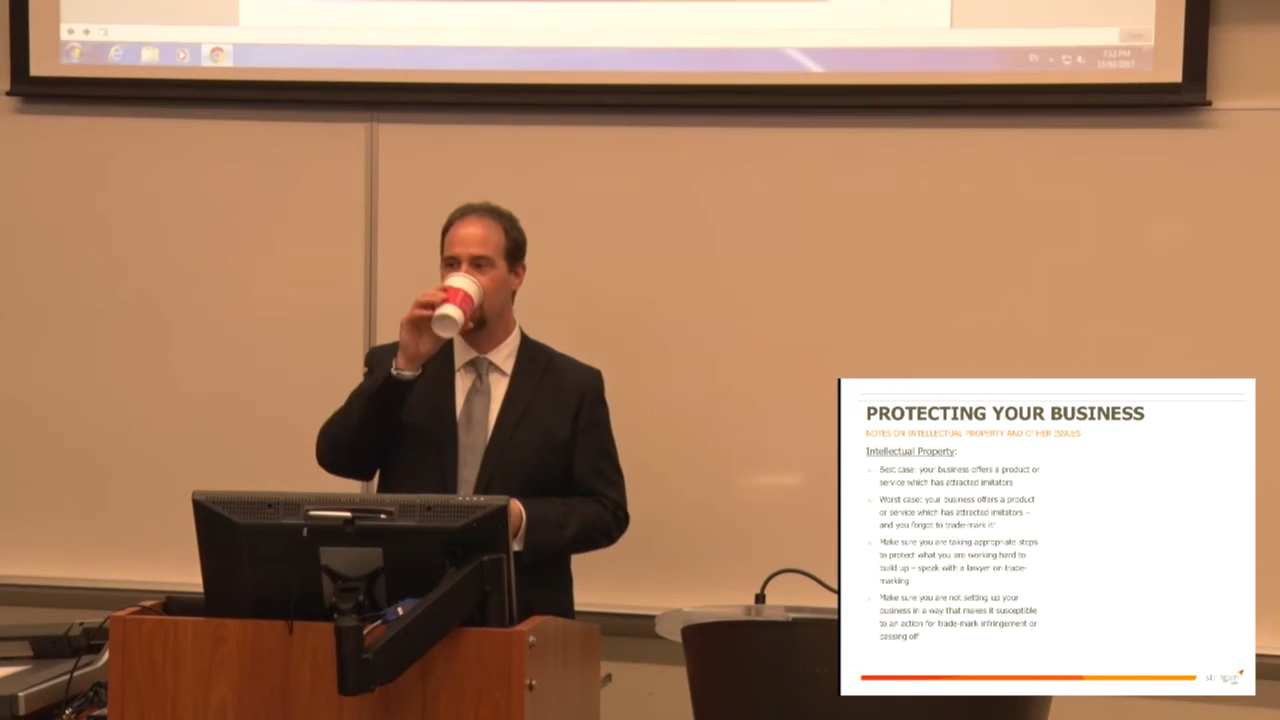 7:12 PM
PROTECTING YOUR BUSINESS
NOTES ON INTELLECTUAL PROPERTY AND OTHER ISSUES
Intellectual Property:
Best case: your business offers a product or
service which has attracted imitators
Worst case: your business offers a product
or service which has attracted imitators –
and you forgot to trade-mark it!
Make sure you are taking appropriate steps
to protect what you are working hard to
build up – speak with a lawyer on trade-
marking
Make sure you are not setting up your
business in a way that makes it susceptible
to an action for trade-mark infringement or
passing off